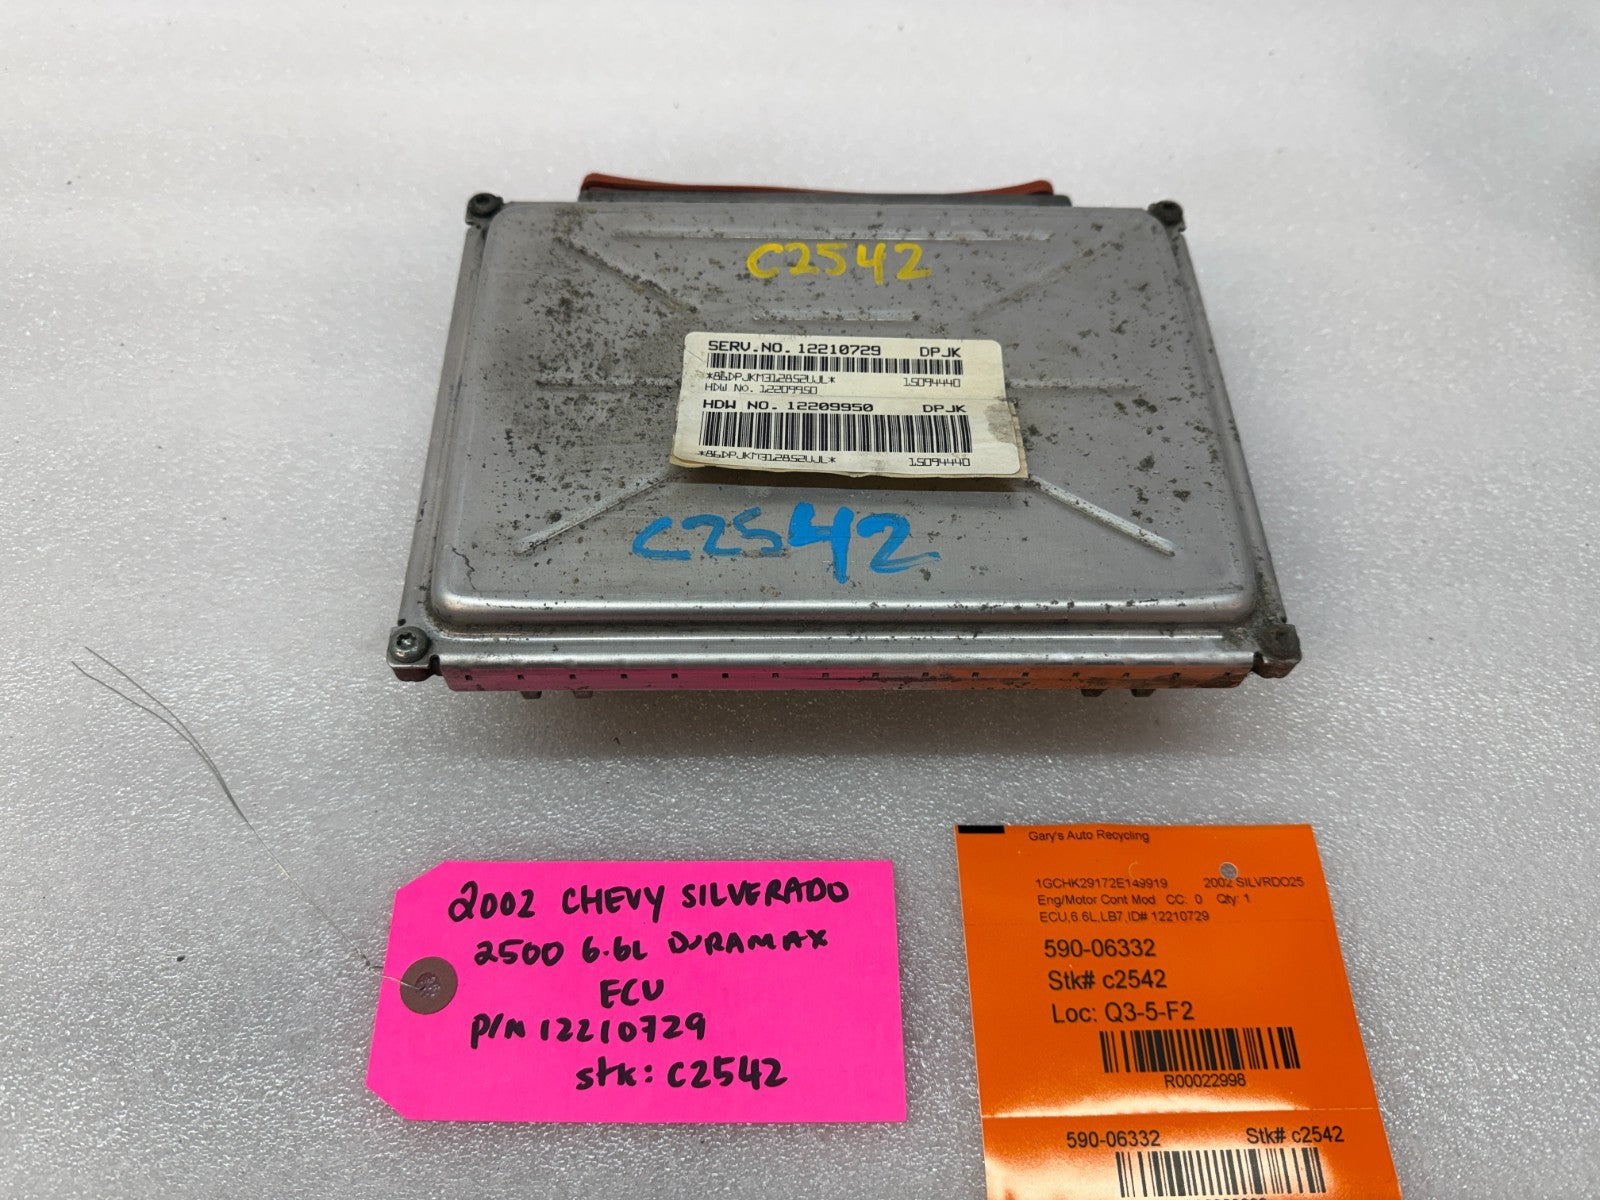 C2542
SERV.NO.12210729 DPJK
*86DPJKM312852WJL* 15094440
HDW NO. 12209950
HDW NO. 12209950 DPJK
*86DPJKM312852WJL* 15094440
C2542
2002 CHEVY SILVERADO
2500 6.6L DURAMAX
ECU
P/N 12210729
stk: C2542
Gary's Auto Recycling
1GCHK29172E149919 2002 SILVRDO25
Eng/Motor Cont Mod CC: 0 Qty: 1
ECU,6.6L,LB7,ID# 12210729
590-06332
Stk# c2542
Loc: Q3-5-F2
R00022998
590-06332 Stk# c2542